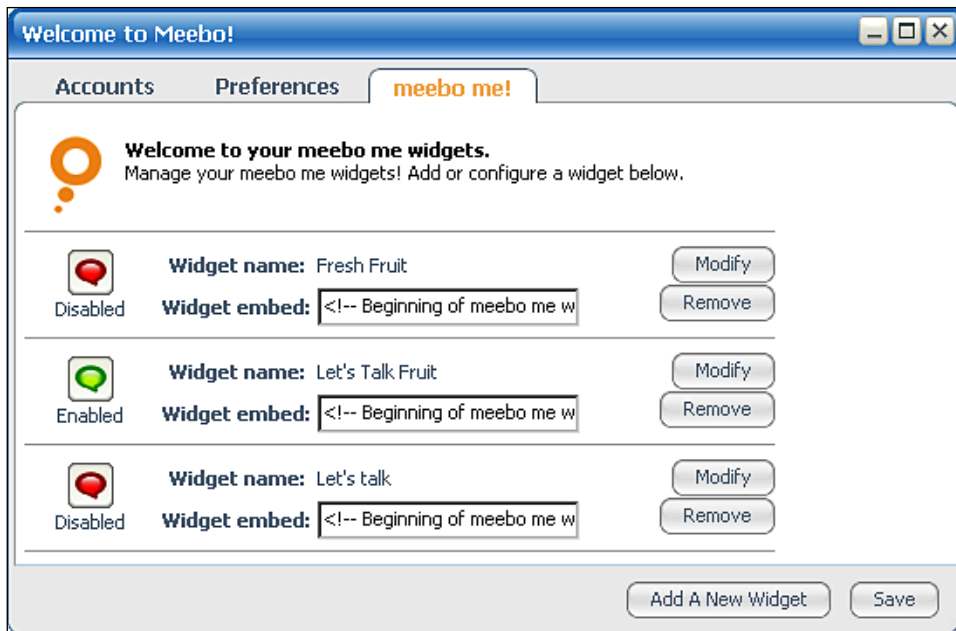 Welcome to Meebo!
Accounts Preferences meebo me!
Welcome to your meebo me widgets.
Manage your meebo me widgets! Add or configure a widget below.
Widget name: Fresh Fruit Modify
Disabled Widget embed: <!-- Beginning of meebo me w Remove
Widget name: Let's Talk Fruit Modify
Enabled Widget embed: <!-- Beginning of meebo me w Remove
Widget name: Let's talk Modify
Disabled Widget embed: <!-- Beginning of meebo me w Remove
Add A New Widget Save